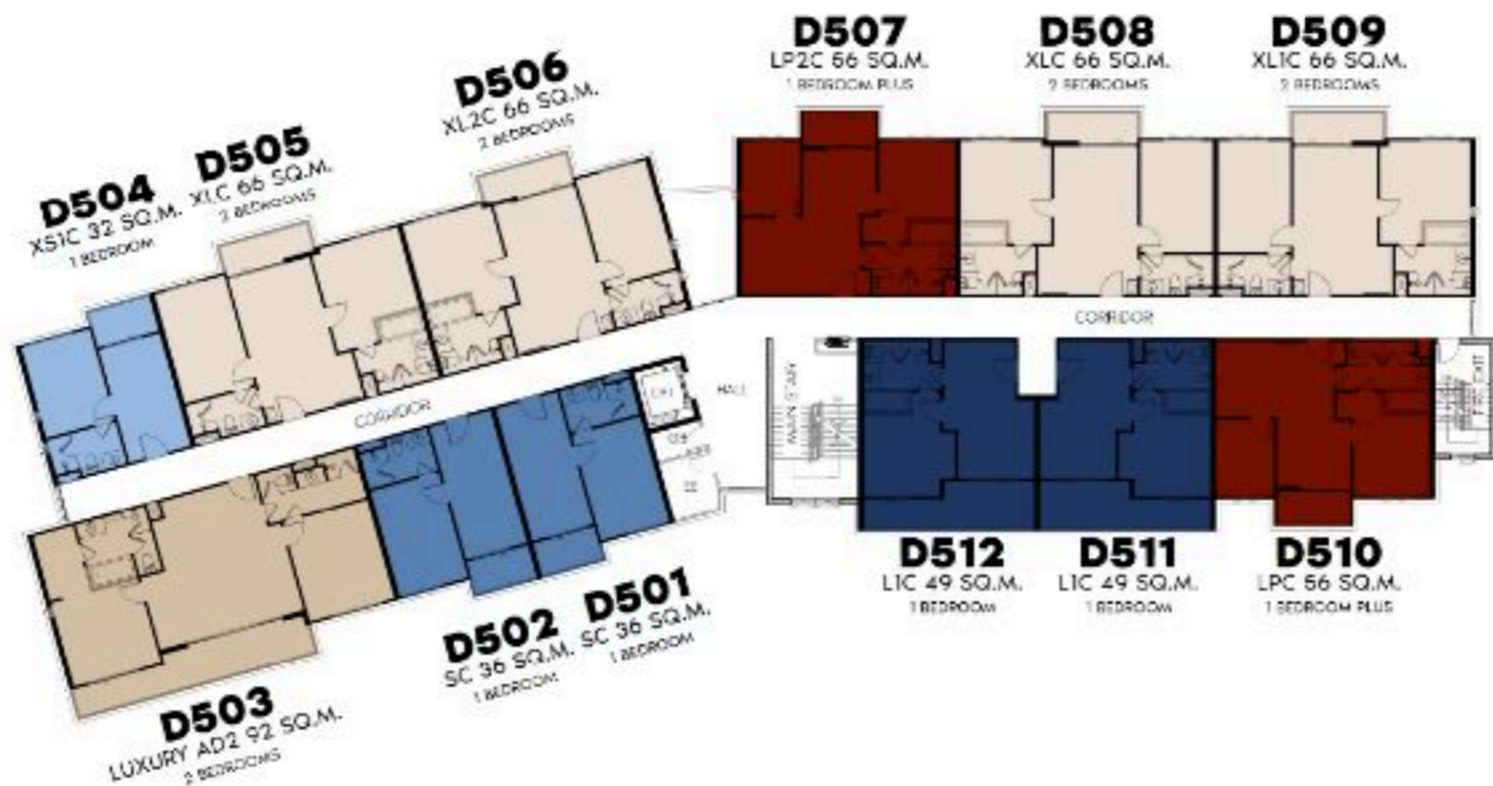 D507
LP2C 56 SQ.M.
1 BEDROOM PLUS
D508
XLC 66 SQ.M.
2 BEDROOMS
D509
XL1C 66 SQ.M.
2 BEDROOMS
D506
XL2C 66 SQ.M.
2 BEDROOMS
D505
XLC 66 SQ.M.
2 BEDROOMS
D504
XS1C 32 SQ.M.
1 BEDROOM
CORRIDOR
CORRIDOR
HALL
MAIN STAIR
FIRE EXIT
D512
L1C 49 SQ.M.
1 BEDROOM
D511
L1C 49 SQ.M.
1 BEDROOM
D510
LPC 56 SQ.M.
1 BEDROOM PLUS
D501
SC 36 SQ.M.
1 BEDROOM
D502
SC 36 SQ.M.
1 BEDROOM
D503
LUXURY AD2 92 SQ.M.
2 BEDROOMS